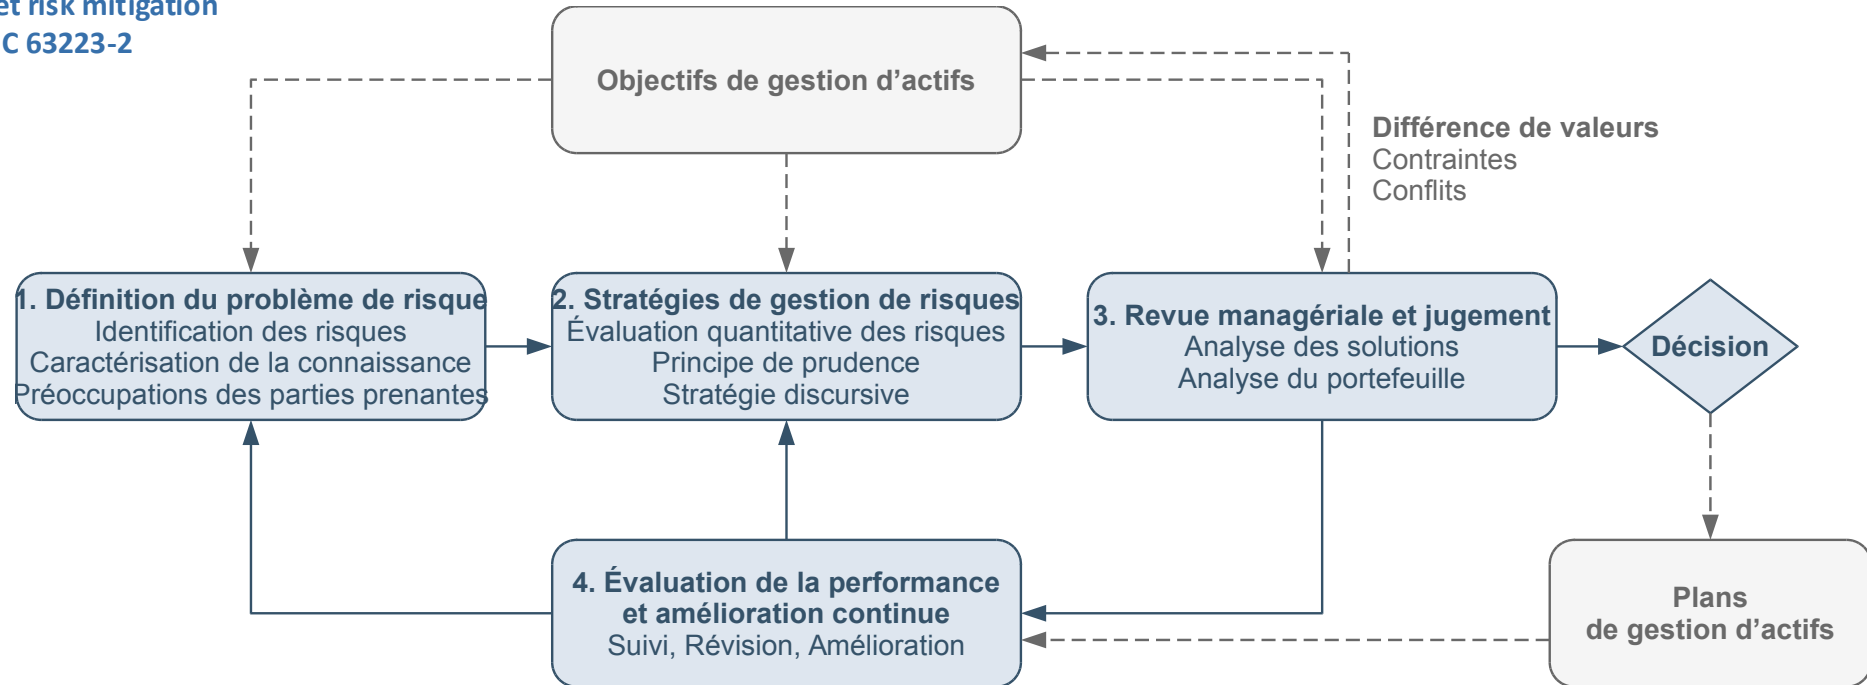 et risk mitigation
C 63223-2
Objectifs de gestion d’actifs
Différence de valeurs
Contraintes
Conflits
1. Définition du problème de risque
Identification des risques
Caractérisation de la connaissance
Préoccupations des parties prenantes
2. Stratégies de gestion de risques
Évaluation quantitative des risques
Principe de prudence
Stratégie discursive
3. Revue managériale et jugement
Analyse des solutions
Analyse du portefeuille
Décision
4. Évaluation de la performance
et amélioration continue
Suivi, Révision, Amélioration
Plans
de gestion d’actifs